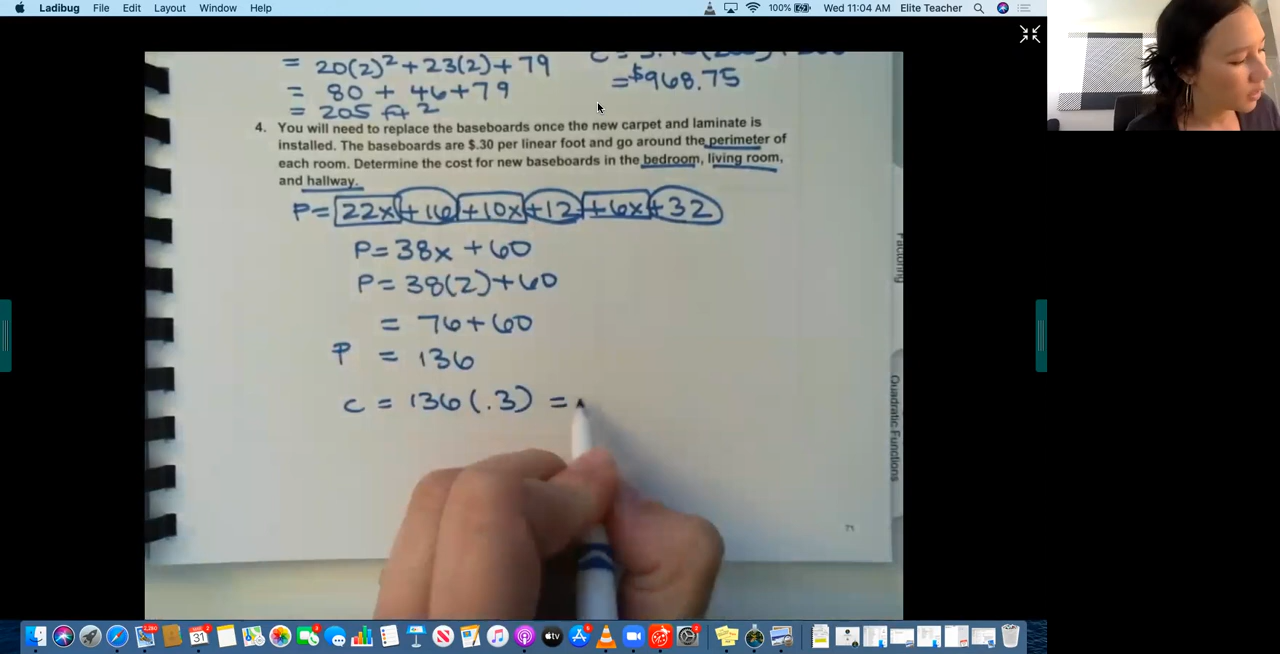 Ladibug File Edit Layout Window Help 100% Wed 11:04 AM Elite Teacher
= 20(2)² + 23(2) + 79
= $968.75
= 80 + 46 + 79
= 205 ft²
4. You will need to replace the baseboards once the new carpet and laminate is
installed. The baseboards are $.30 per linear foot and go around the perimeter of
each room. Determine the cost for new baseboards in the bedroom, living room,
and hallway.
P = 22x + 16 + 10x + 12 + 6x + 32
P = 38x + 60
P = 38(2) + 60
= 76 + 60
P = 136
C = 136(.3) =
Factoring
Quadratic Functions
71